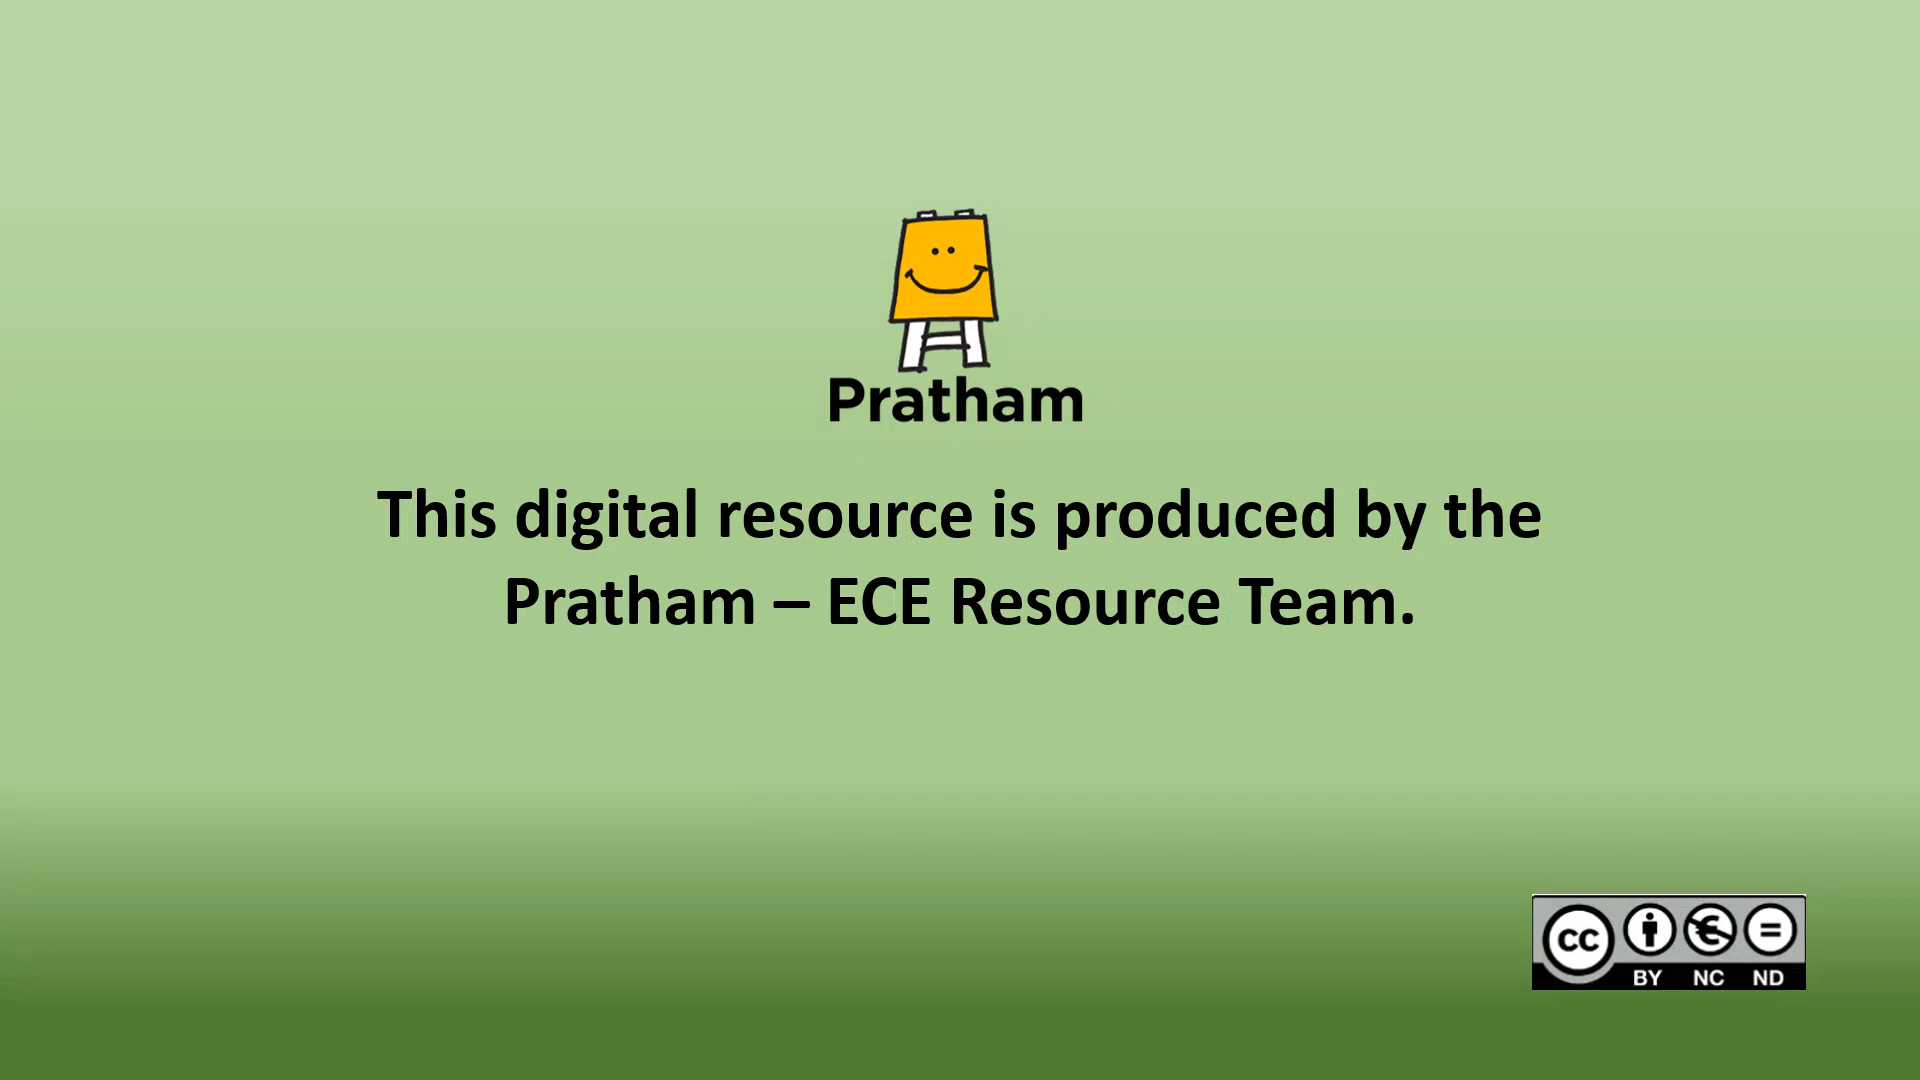 Pratham
This digital resource is produced by the
Pratham – ECE Resource Team.
CC
BY NC ND